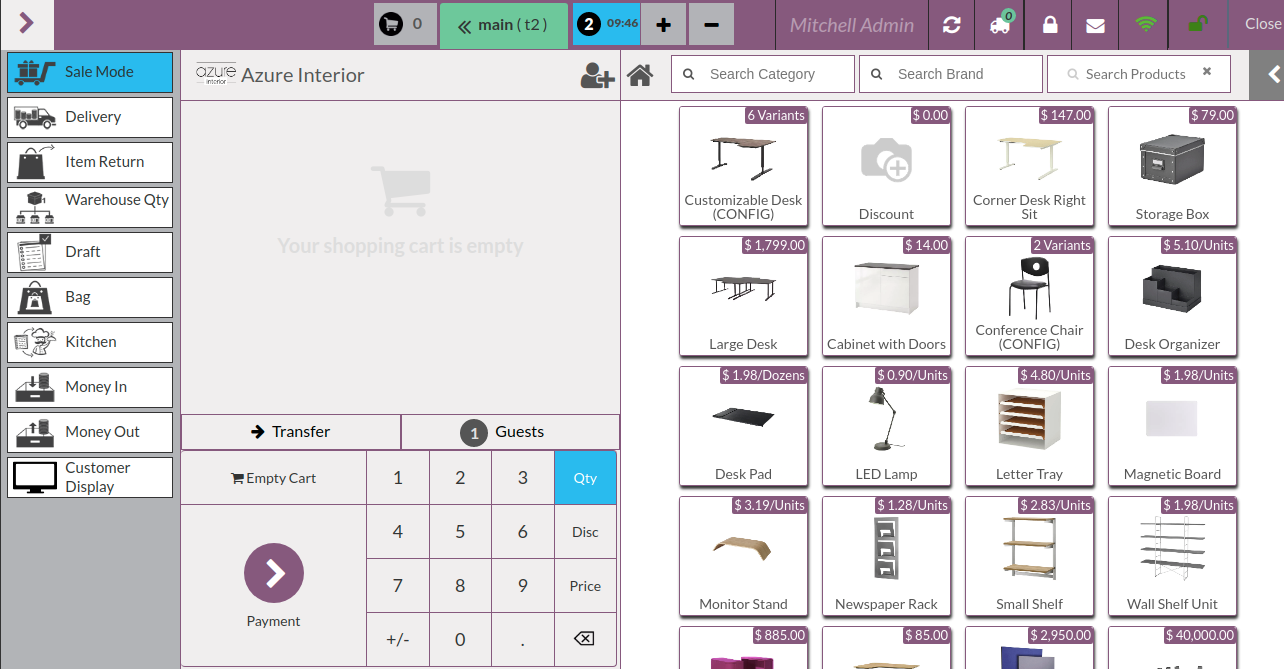 0
main ( t2 )
2 09:46
+
−
Mitchell Admin
0
Close
Sale Mode
Delivery
Item Return
Warehouse Qty
Draft
Bag
Kitchen
Money In
Money Out
Customer
Display
azure
interior
Azure Interior
Search Category
Search Brand
Search Products
Your shopping cart is empty
Transfer
1 Guests
Empty Cart
1 2 3 Qty
4 5 6 Disc
7 8 9 Price
+/- 0 .
Payment
6 Variants
Customizable Desk
(CONFIG)
$ 0.00
Discount
$ 147.00
Corner Desk Right
Sit
$ 79.00
Storage Box
$ 1,799.00
Large Desk
$ 14.00
Cabinet with Doors
2 Variants
Conference Chair
(CONFIG)
$ 5.10/Units
Desk Organizer
$ 1.98/Dozens
Desk Pad
$ 0.90/Units
LED Lamp
$ 4.80/Units
Letter Tray
$ 1.98/Units
Magnetic Board
$ 3.19/Units
Monitor Stand
$ 1.28/Units
Newspaper Rack
$ 2.83/Units
Small Shelf
$ 1.98/Units
Wall Shelf Unit
$ 885.00
$ 85.00
$ 2,950.00
$ 40,000.00